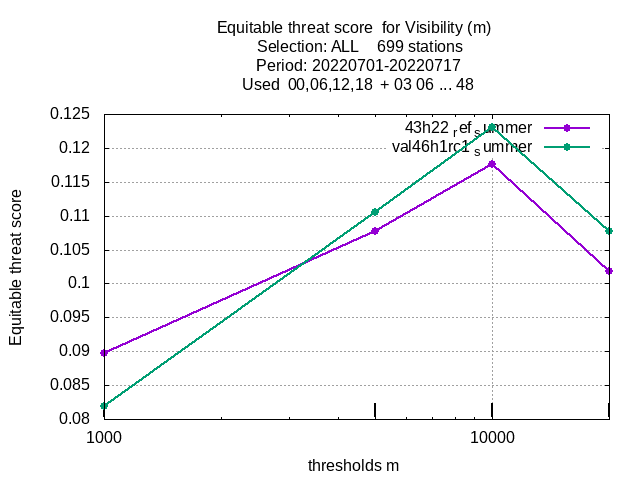 Equitable threat score  for Visibility (m)
Selection: ALL    699 stations
Period: 20220701-20220717
Used  00,06,12,18  + 03 06 ... 48
0.125
43h22_ref_summer
0.12
val46h1rc1_summer
0.115
0.11
0.105
0.1
0.095
0.09
0.085
0.08
Equitable threat score
1000
10000
thresholds m